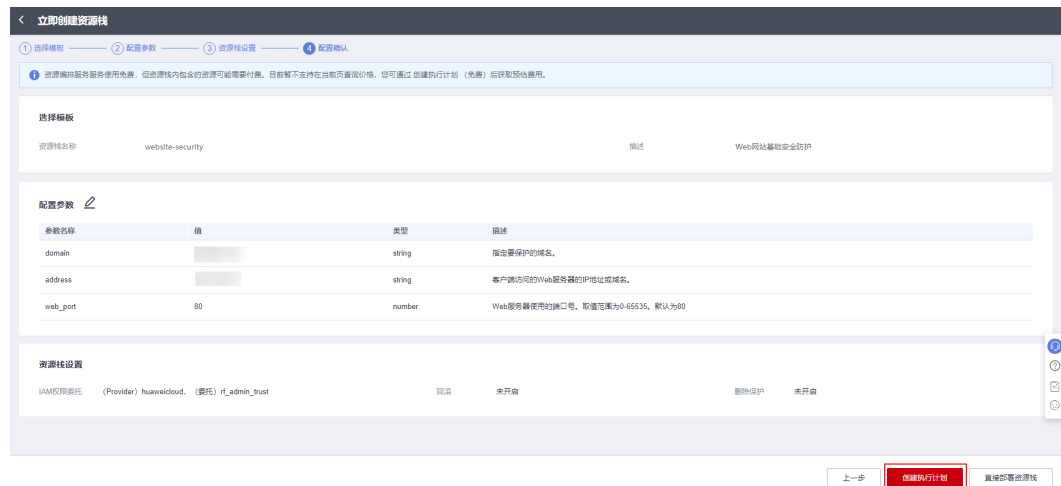 立即创建资源栈
1 选择模板 2 配置参数 3 资源栈设置 4 配置确认
资源编排服务服务使用免费，但资源栈内包含的资源可能需要付费。目前暂不支持在当前页查询价格，您可通过 创建执行计划 （免费）后获取预估费用。
选择模板
资源栈名称 website-security 描述 Web网站基础安全防护
配置参数
参数名称 值 类型 描述
domain string 指定要保护的域名。
address string 客户端访问的Web服务器的IP地址或域名。
web_port 80 number Web服务器使用的端口号。取值范围为0-65535。默认为80
资源栈设置
IAM权限委托 （Provider）huaweicloud，（委托）rf_admin_trust 回滚 未开启 删除保护 未开启
上一步 创建执行计划 直接部署资源栈